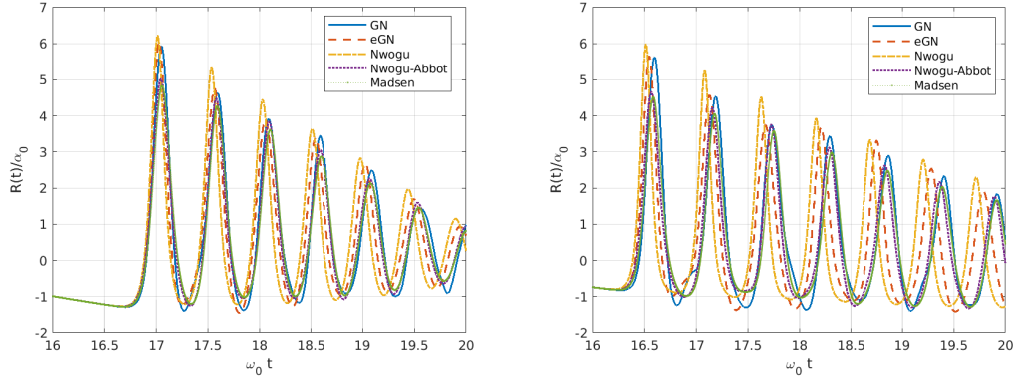 7
6
5
4
3
2
1
0
-1
-2
R(t)/α0
16
16.5
17
17.5
18
18.5
19
19.5
20
ω0 t
GN
eGN
Nwogu
Nwogu-Abbot
Madsen
7
6
5
4
3
2
1
0
-1
-2
R(t)/α0
16
16.5
17
17.5
18
18.5
19
19.5
20
ω0 t
GN
eGN
Nwogu
Nwogu-Abbot
Madsen